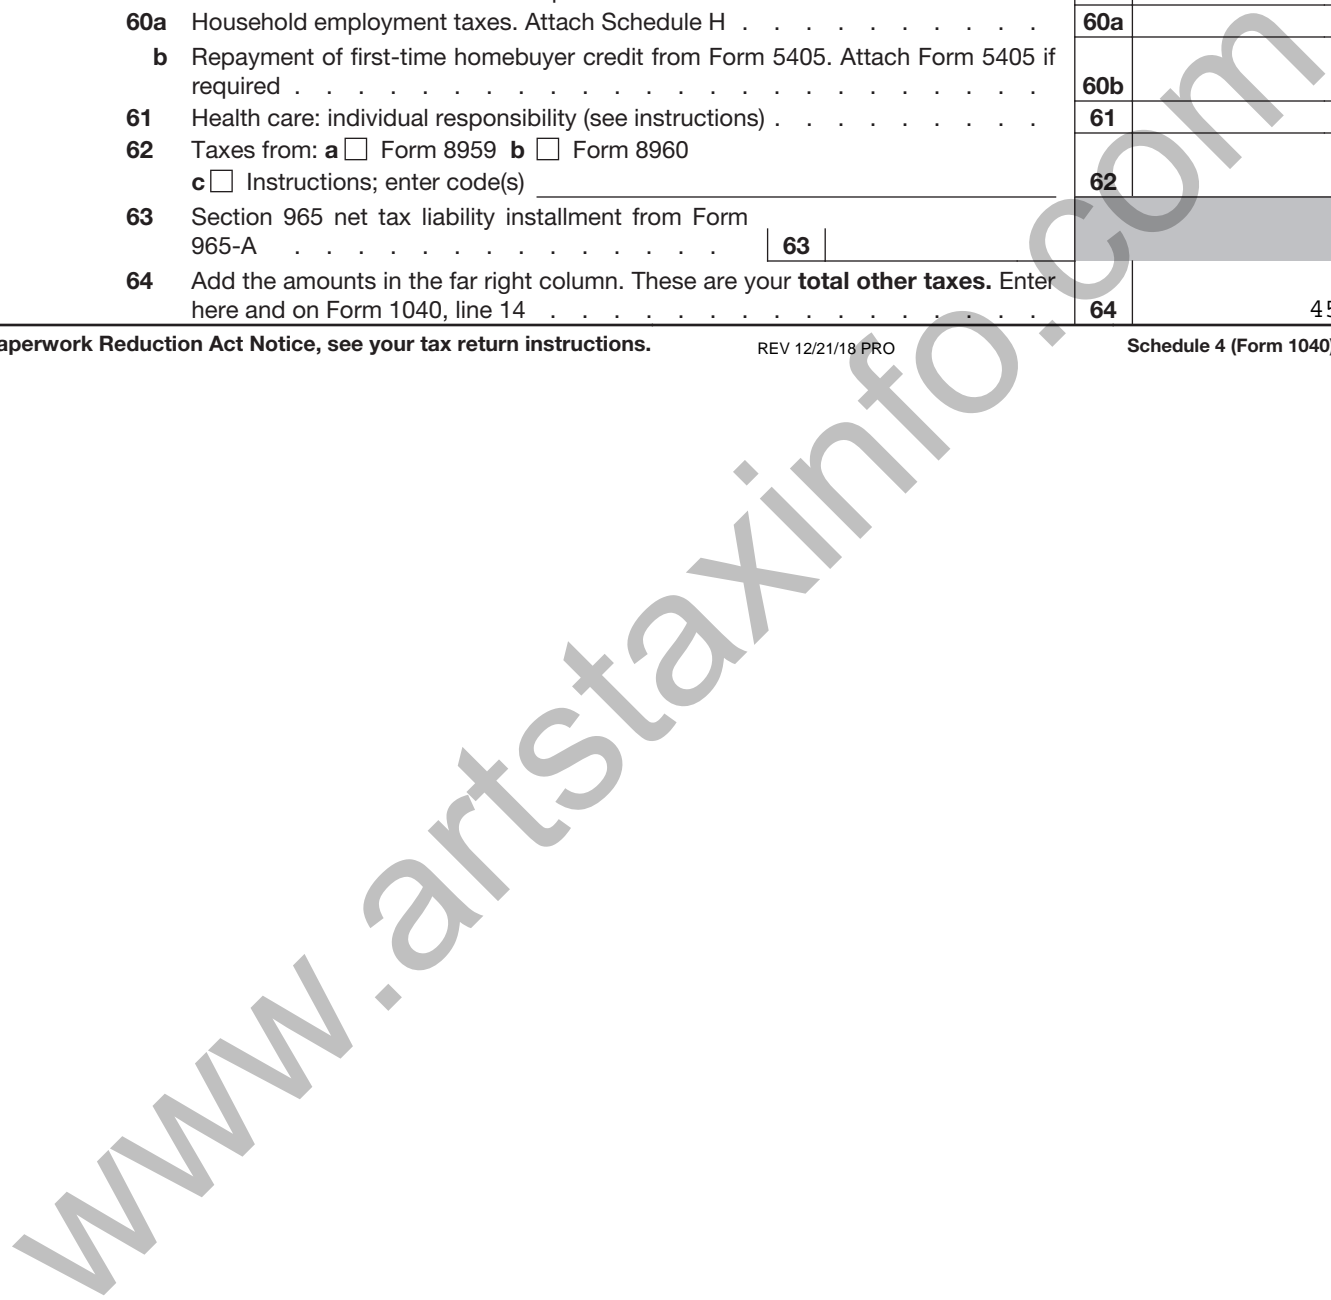 60a Household employment taxes. Attach Schedule H . . . . . . . . . . 60a
b Repayment of first-time homebuyer credit from Form 5405. Attach Form 5405 if
required . . . . . . . . . . . . . . . . . . . . 60b
61 Health care: individual responsibility (see instructions) . . . . . . . . . 61
62 Taxes from: a Form 8959 b Form 8960
c Instructions; enter code(s) 62
63 Section 965 net tax liability installment from Form
965-A . . . . . . . . . . . . . . 63
64 Add the amounts in the far right column. These are your total other taxes. Enter
here and on Form 1040, line 14 . . . . . . . . . . . . . . . . 64
Paperwork Reduction Act Notice, see your tax return instructions. REV 12/21/18 PRO Schedule 4 (Form 1040)
www.artstaxinfo.com